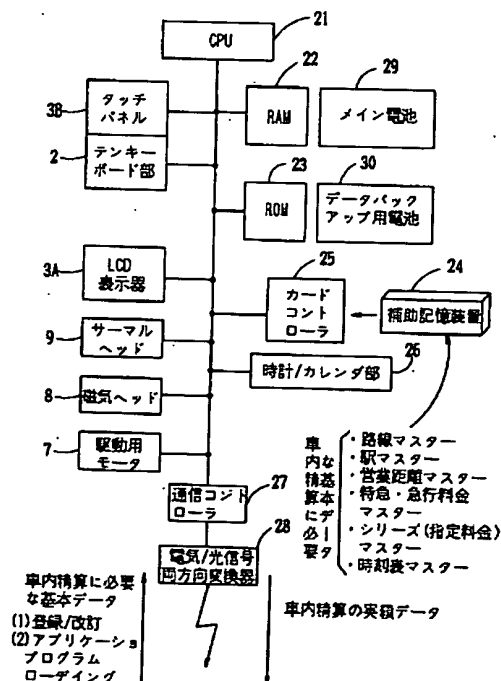 21
CPU
22
29
3B
タッチ
パネル
RAM
メイン電池
2
テンキー
ボード部
23
30
ROM
データバック
アップ用電池
3A
LCD
表示器
25
24
カード
コント
ローラ
補助記憶装置
9
サーマル
ヘッド
26
時計/カレンダ部
8
磁気ヘッド
7
駆動用
モータ
車内精算に必要
な基本データ
・路線マスター
・駅マスター
・営業距離マスター
・特急・急行料金
マスター
・シリーズ(指定料金)
マスター
・時刻表マスター
27
通信コント
ローラ
28
電気/光信号
両方向変換器
車内精算に必要
な基本データ
(1)登録/改訂
(2)アプリケーショ
プログラム
ローデイング
車内精算の実績データ